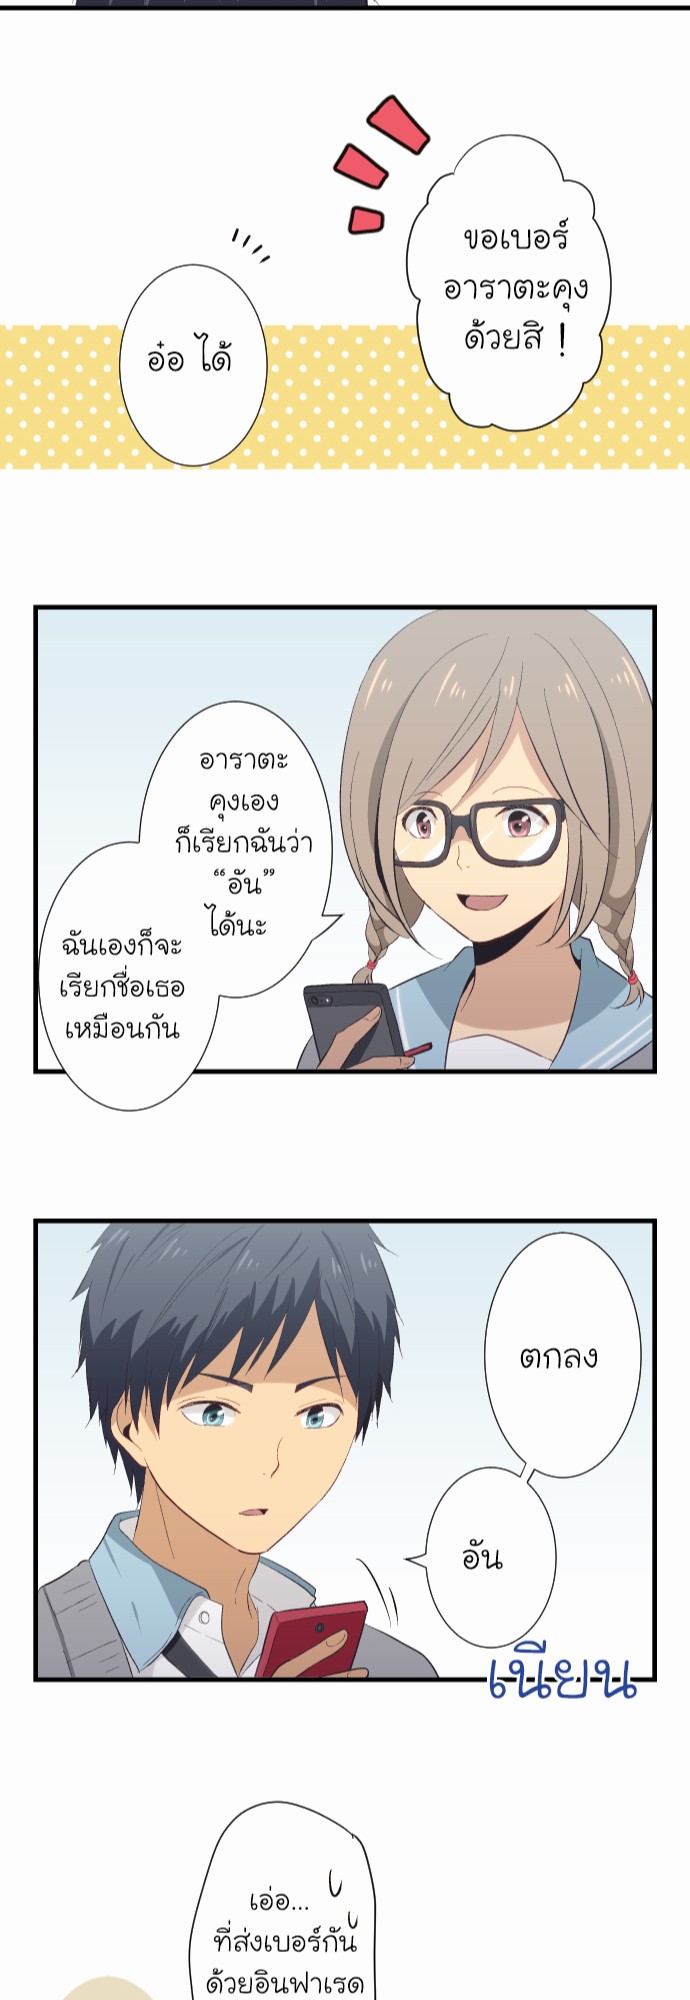 ขอเบอร์
อาราตะคุง
ด้วยสิ !
อ๋อ ได้
อาราตะ
คุงเอง
ก็เรียกฉันว่า
“อัน”
ได้นะ
ฉันเองก็จะ
เรียกชื่อเธอ
เหมือนกัน
ตกลง
อัน
เนียน
เอ่อ...
ที่ส่งเบอร์กัน
ด้วยอินฟาเรด